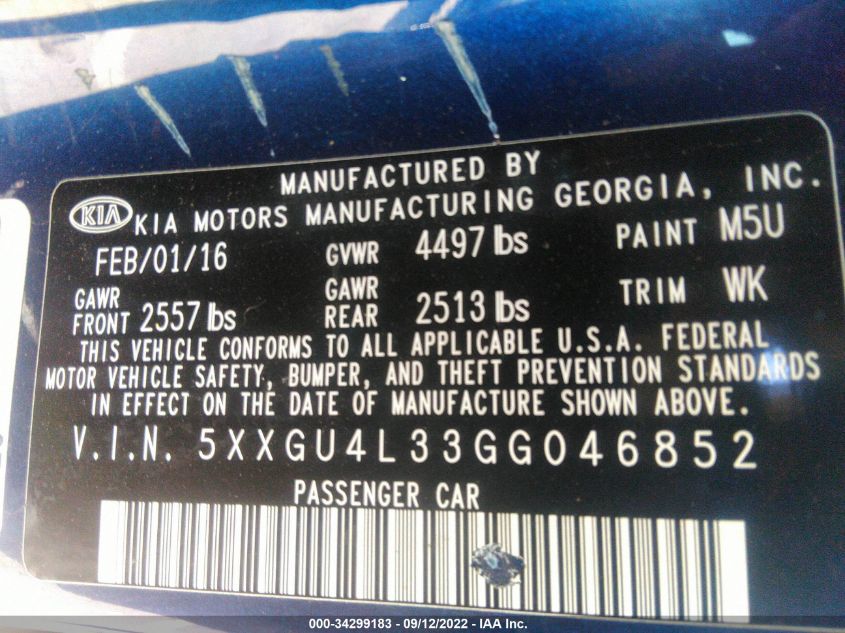 MANUFACTURED BY
KIA KIA MOTORS MANUFACTURING GEORGIA, INC.
FEB/01/16 GVWR 4497 lbs PAINT M5U
GAWR FRONT 2557 lbs GAWR REAR 2513 lbs TRIM WK
THIS VEHICLE CONFORMS TO ALL APPLICABLE U.S.A. FEDERAL
MOTOR VEHICLE SAFETY, BUMPER, AND THEFT PREVENTION STANDARDS
IN EFFECT ON THE DATE OF MANUFACTURE SHOWN ABOVE.
V.I.N. 5XXGU4L33GG046852
PASSENGER CAR
000-34299183 - 09/12/2022 - IAA Inc.